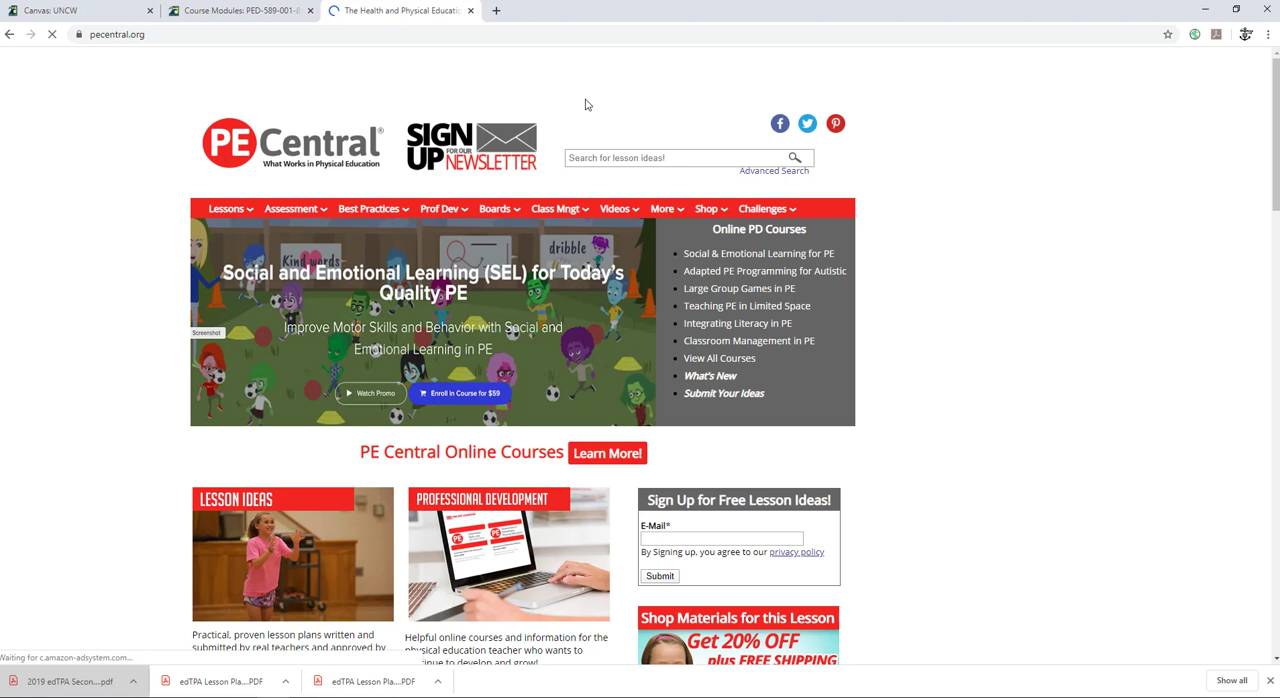 Canvas: UNCW
Course Modules: PED-589-001-
The Health and Physical Educatio
pecentral.org
PE Central®
What Works in Physical Education
SIGN UP FOR OUR NEWSLETTER
Search for lesson ideas!
Advanced Search
Lessons Assessment Best Practices Prof Dev Boards Class Mngt Videos More Shop Challenges
Kind words
dribble
Social and Emotional Learning (SEL) for Today's
Quality PE
Improve Motor Skills and Behavior with Social and
Emotional Learning in PE
Screenshot
Watch Promo
Enroll In Course for $59
Online PD Courses
Social & Emotional Learning for PE
Adapted PE Programming for Autistic
Large Group Games in PE
Teaching PE in Limited Space
Integrating Literacy in PE
Classroom Management in PE
View All Courses
What's New
Submit Your Ideas
PE Central Online Courses Learn More!
LESSON IDEAS
Practical, proven lesson plans written and
submitted by real teachers and approved by
PROFESSIONAL DEVELOPMENT
PE
PE
Helpful online courses and information for the
physical education teacher who wants to
continue to develop and grow!
Sign Up for Free Lesson Ideas!
E-Mail*
By Signing up, you agree to our privacy policy
Submit
Shop Materials for this Lesson
Get 20% OFF
plus FREE SHIPPING
Waiting for c.amazon-adsystem.com...
2019 edTPA Secon....pdf
edTPA Lesson Pla....PDF
edTPA Lesson Pla....PDF
Show all